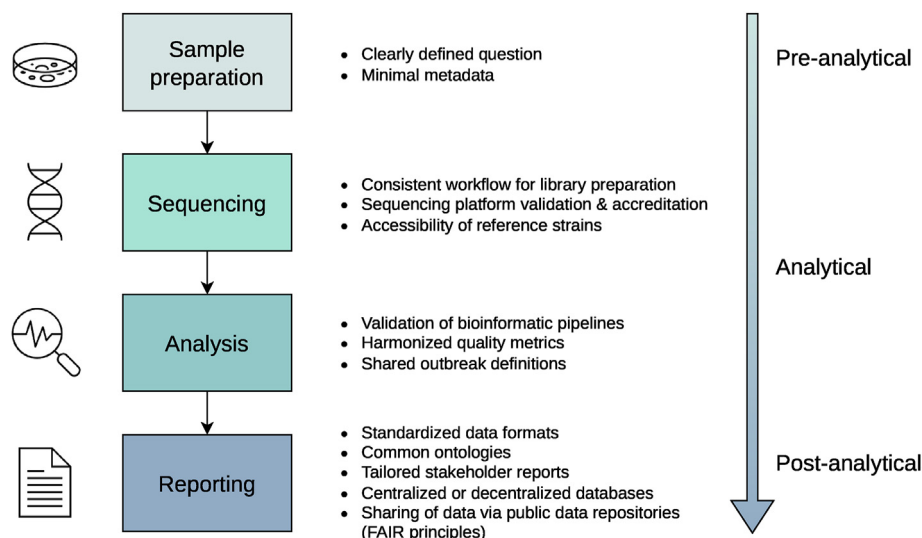 Sample
preparation
• Clearly defined question
• Minimal metadata
Pre-analytical
Sequencing
• Consistent workflow for library preparation
• Sequencing platform validation & accreditation
• Accessibility of reference strains
Analytical
Analysis
• Validation of bioinformatic pipelines
• Harmonized quality metrics
• Shared outbreak definitions
Reporting
• Standardized data formats
• Common ontologies
• Tailored stakeholder reports
• Centralized or decentralized databases
• Sharing of data via public data repositories
(FAIR principles)
Post-analytical